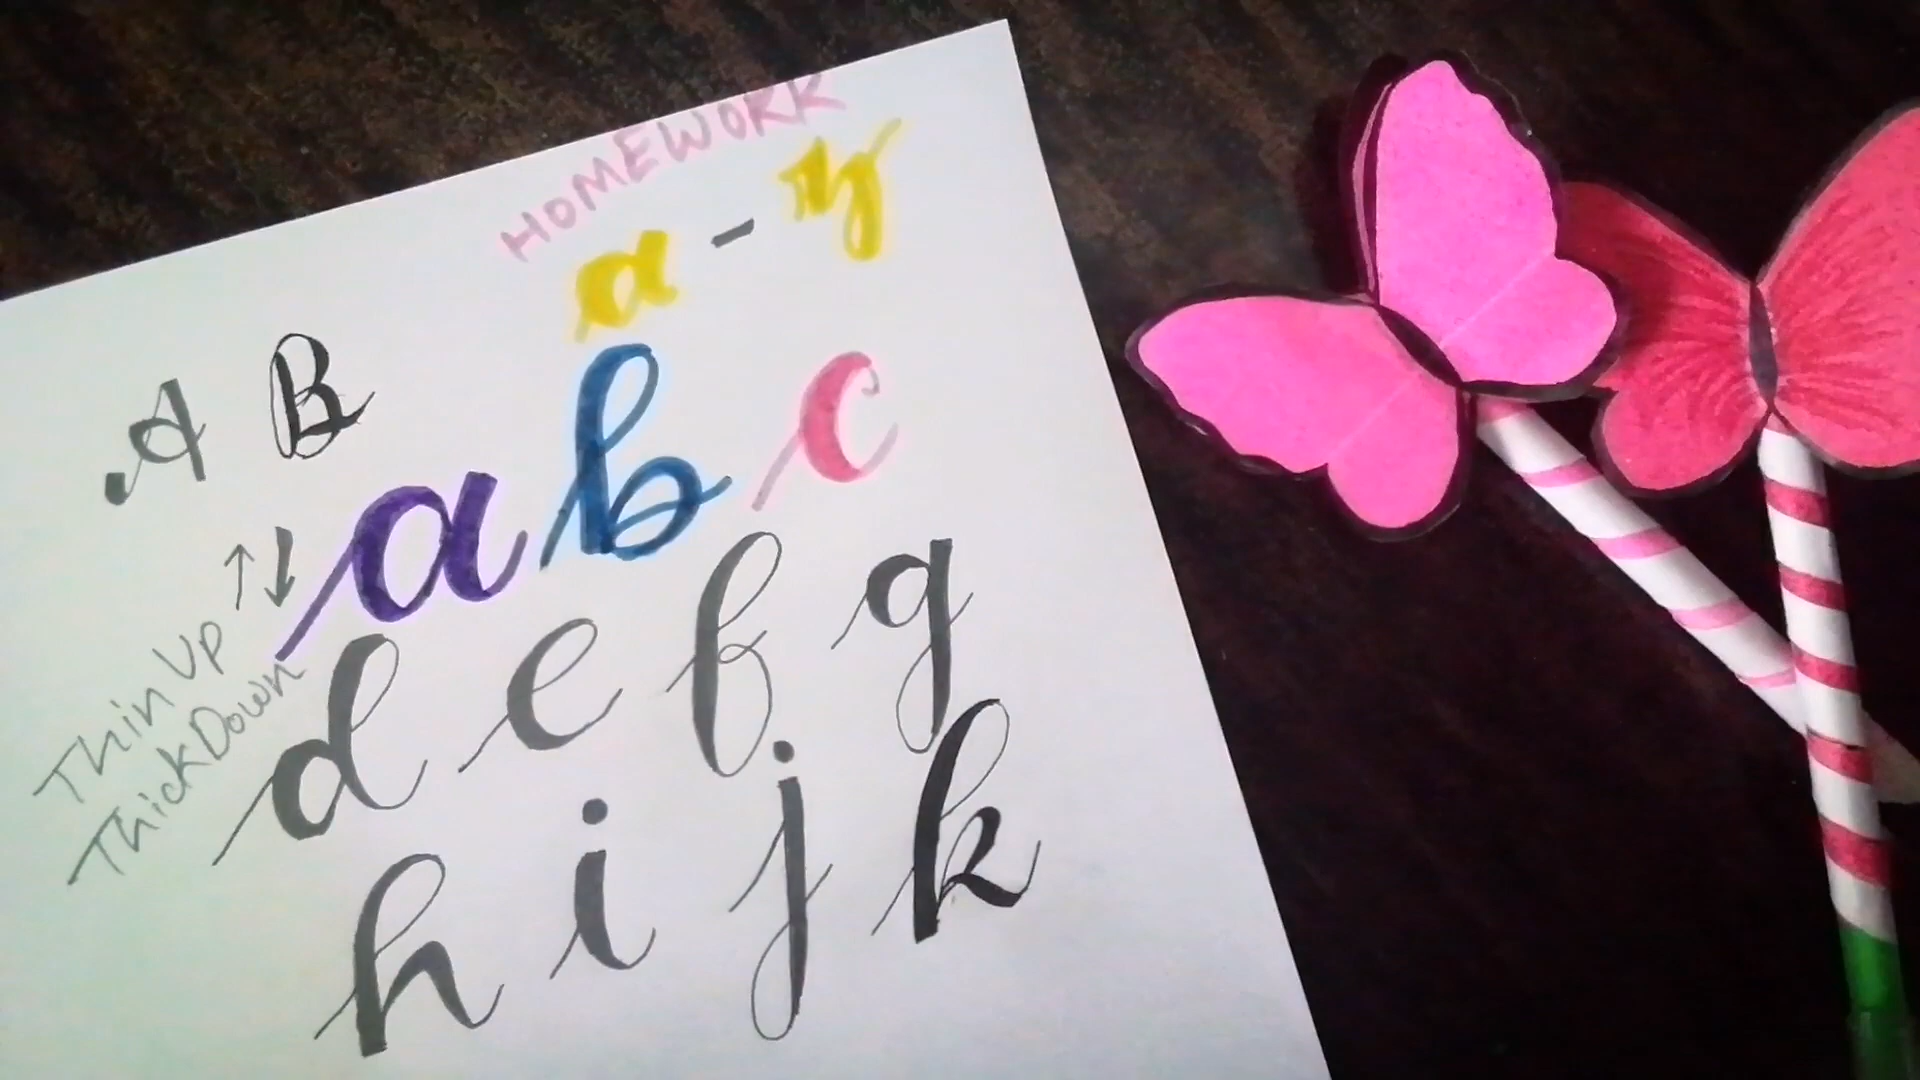 HOMEWORK
a - z
A B
a b c
Thin Up
Thick Down
d e f g
h i j k